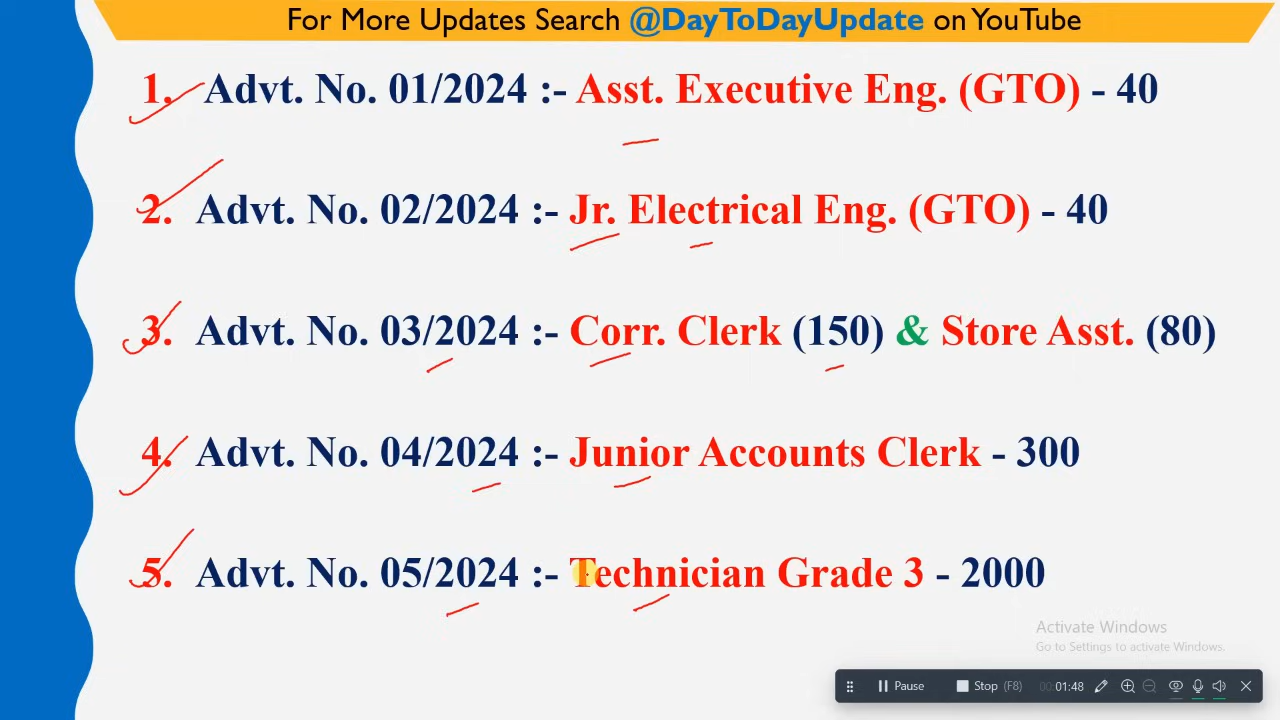 For More Updates Search @DayToDayUpdate on YouTube
1. Advt. No. 01/2024 :- Asst. Executive Eng. (GTO) - 40
2. Advt. No. 02/2024 :- Jr. Electrical Eng. (GTO) - 40
3. Advt. No. 03/2024 :- Corr. Clerk (150) & Store Asst. (80)
4. Advt. No. 04/2024 :- Junior Accounts Clerk - 300
5. Advt. No. 05/2024 :- Technician Grade 3 - 2000
Activate Windows
Go to Settings to activate Windows.
Pause Stop (F8) 00:01:48